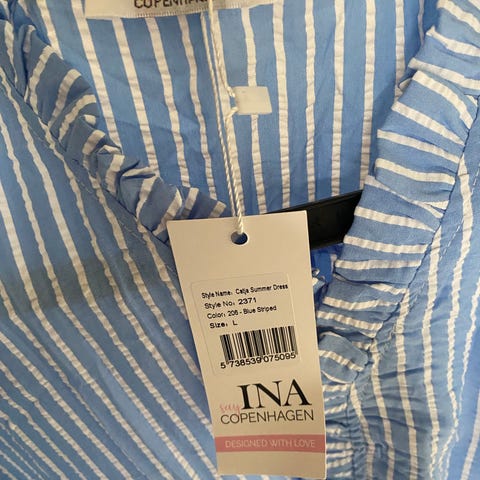 COPENHAGEN
Style Name: Catja Summer Dress
Style No: 2371
Color: 206 - Blue Striped
Size: L
5 738539 075095
say INA
COPENHAGEN
DESIGNED WITH LOVE